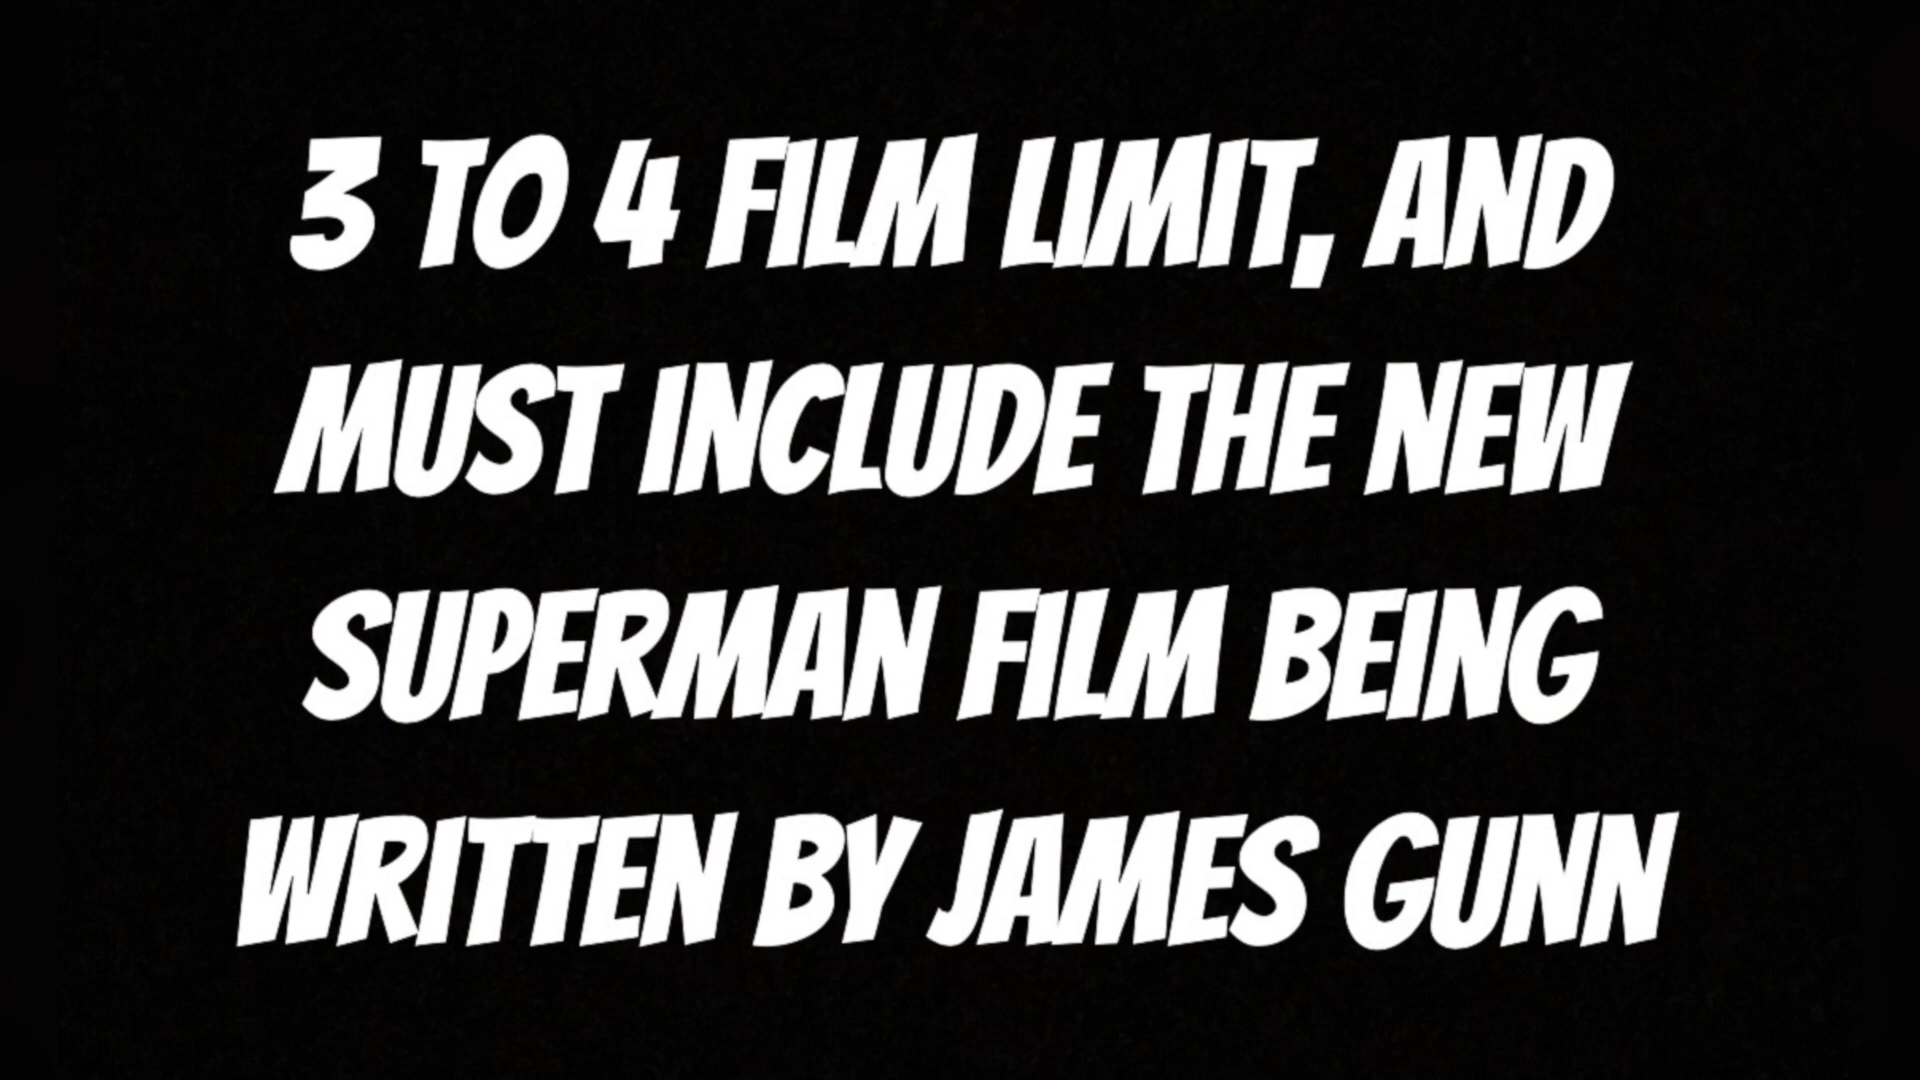 3 TO 4 FILM LIMIT, AND
MUST INCLUDE THE NEW
SUPERMAN FILM BEING
WRITTEN BY JAMES GUNN